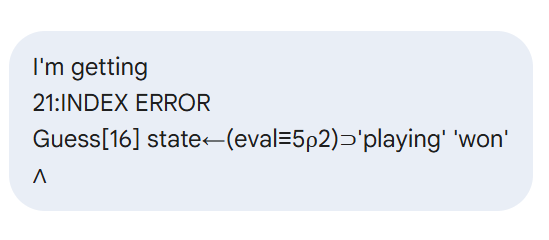 I'm getting
21:INDEX ERROR
Guess[16] state←(eval≡5⍴2)⊃'playing' 'won'
∧